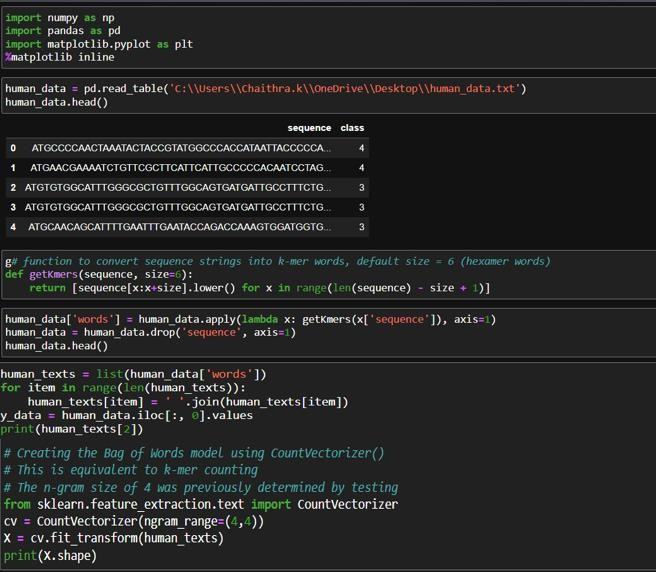 import numpy as np
import pandas as pd
import matplotlib.pyplot as plt
%matplotlib inline
human_data = pd.read_table('C:\\Users\\Chaithra.k\\OneDrive\\Desktop\\human_data.txt')
human_data.head()
sequence class
0 ATGCCCCAACTAAATACTACCGTATGGCCCACCATAATTACCCCCA... 4
1 ATGAACGAAAATCTGTTCGCTTCATTCATTGCCCCCACAATCCTAG... 4
2 ATGTGTGGCATTTGGGCGCTGTTTGGCAGTGATGATTGCCTTTCTG... 3
3 ATGTGTGGCATTTGGGCGCTGTTTGGCAGTGATGATTGCCTTTCTG... 3
4 ATGCAACAGCATTTTGAATTTGAATACCAGACCAAAGTGGATGGTG... 3
g# function to convert sequence strings into k-mer words, default size = 6 (hexamer words)
def getKmers(sequence, size=6):
    return [sequence[x:x+size].lower() for x in range(len(sequence) - size + 1)]
human_data['words'] = human_data.apply(lambda x: getKmers(x['sequence']), axis=1)
human_data = human_data.drop('sequence', axis=1)
human_data.head()
human_texts = list(human_data['words'])
for item in range(len(human_texts)):
    human_texts[item] = ' '.join(human_texts[item])
y_data = human_data.iloc[:, 0].values
print(human_texts[2])
# Creating the Bag of Words model using CountVectorizer()
# This is equivalent to k-mer counting
# The n-gram size of 4 was previously determined by testing
from sklearn.feature_extraction.text import CountVectorizer
cv = CountVectorizer(ngram_range=(4,4))
X = cv.fit_transform(human_texts)
print(X.shape)